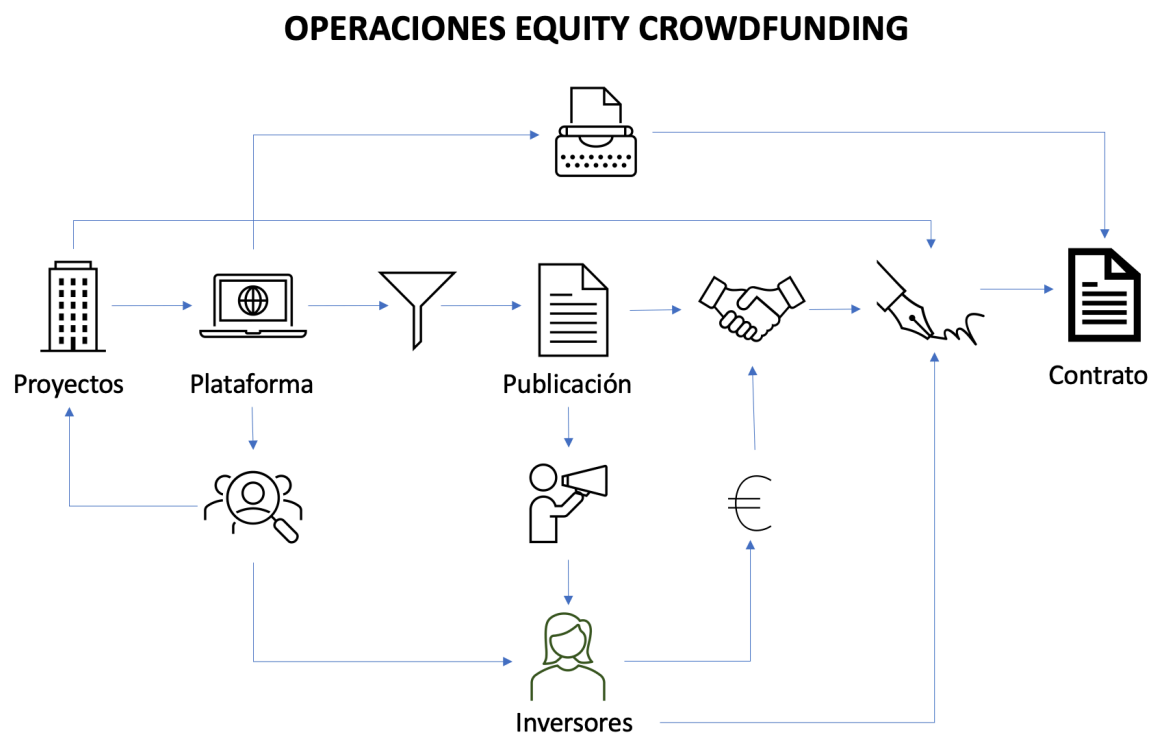 OPERACIONES EQUITY CROWDFUNDING
Proyectos
Plataforma
Publicación
Contrato
€
Inversores